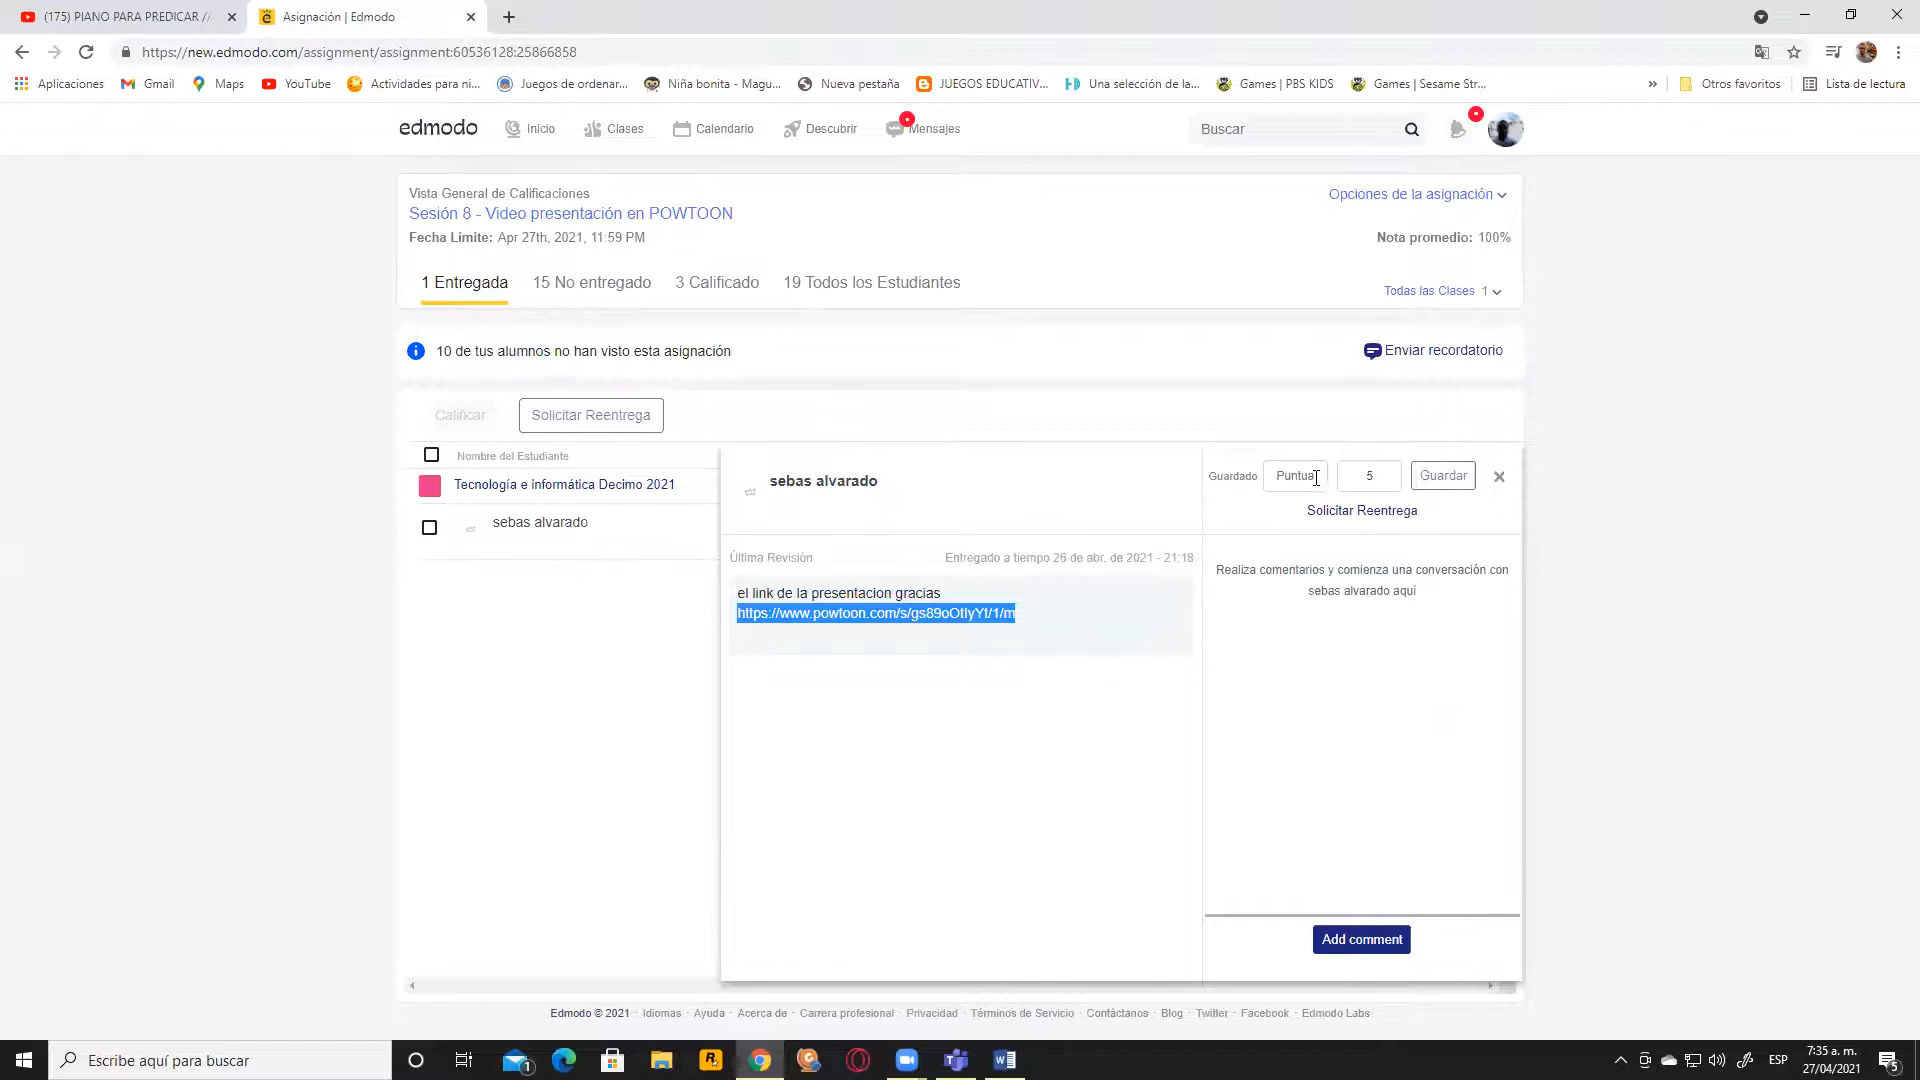 (175) PIANO PARA PREDICAR //
Asignación | Edmodo
https://new.edmodo.com/assignment/assignment:60536128:25866858
Aplicaciones
Gmail
Maps
YouTube
Actividades para ni...
Juegos de ordenar...
Niña bonita - Magu...
Nueva pestaña
JUEGOS EDUCATIV...
Una selección de la...
Games | PBS KIDS
Games | Sesame Str...
»
Otros favoritos
Lista de lectura
edmodo
Inicio
Clases
Calendario
Descubrir
Mensajes
Buscar
Vista General de Calificaciones
Opciones de la asignación
Sesión 8 - Video presentación en POWTOON
Fecha Límite: Apr 27th, 2021, 11:59 PM
Nota promedio: 100%
1 Entregada
15 No entregado
3 Calificado
19 Todos los Estudiantes
Todas las Clases 1
10 de tus alumnos no han visto esta asignación
Enviar recordatorio
Calificar
Solicitar Reentrega
Nombre del Estudiante
Tecnología e informática Decimo 2021
sebas alvarado
sebas alvarado
Guardado
Puntua
5
Guardar
Solicitar Reentrega
Última Revisión
Entregado a tiempo 26 de abr. de 2021 - 21:18
el link de la presentacion gracias
https://www.powtoon.com/s/gs89oOtlyYt/1/m
Realiza comentarios y comienza una conversación con
sebas alvarado aquí
Add comment
Edmodo © 2021 · Idiomas · Ayuda · Acerca de · Carrera profesional · Privacidad · Términos de Servicio · Contáctanos · Blog · Twitter · Facebook · Edmodo Labs
Escribe aquí para buscar
1
ESP
7:35 a. m.
27/04/2021
5